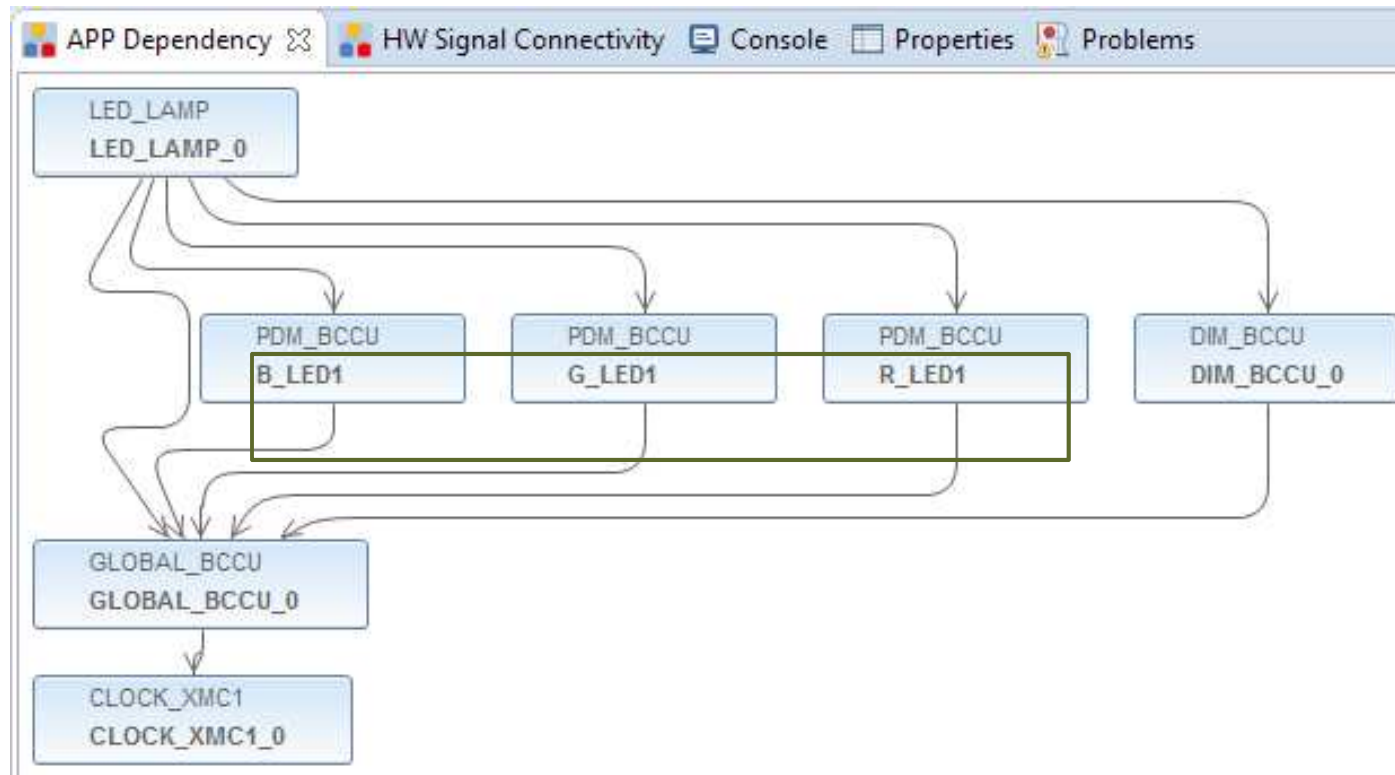 APP Dependency
HW Signal Connectivity
Console
Properties
Problems
LED_LAMP
LED_LAMP_0
PDM_BCCU
B_LED1
PDM_BCCU
G_LED1
PDM_BCCU
R_LED1
DIM_BCCU
DIM_BCCU_0
GLOBAL_BCCU
GLOBAL_BCCU_0
CLOCK_XMC1
CLOCK_XMC1_0